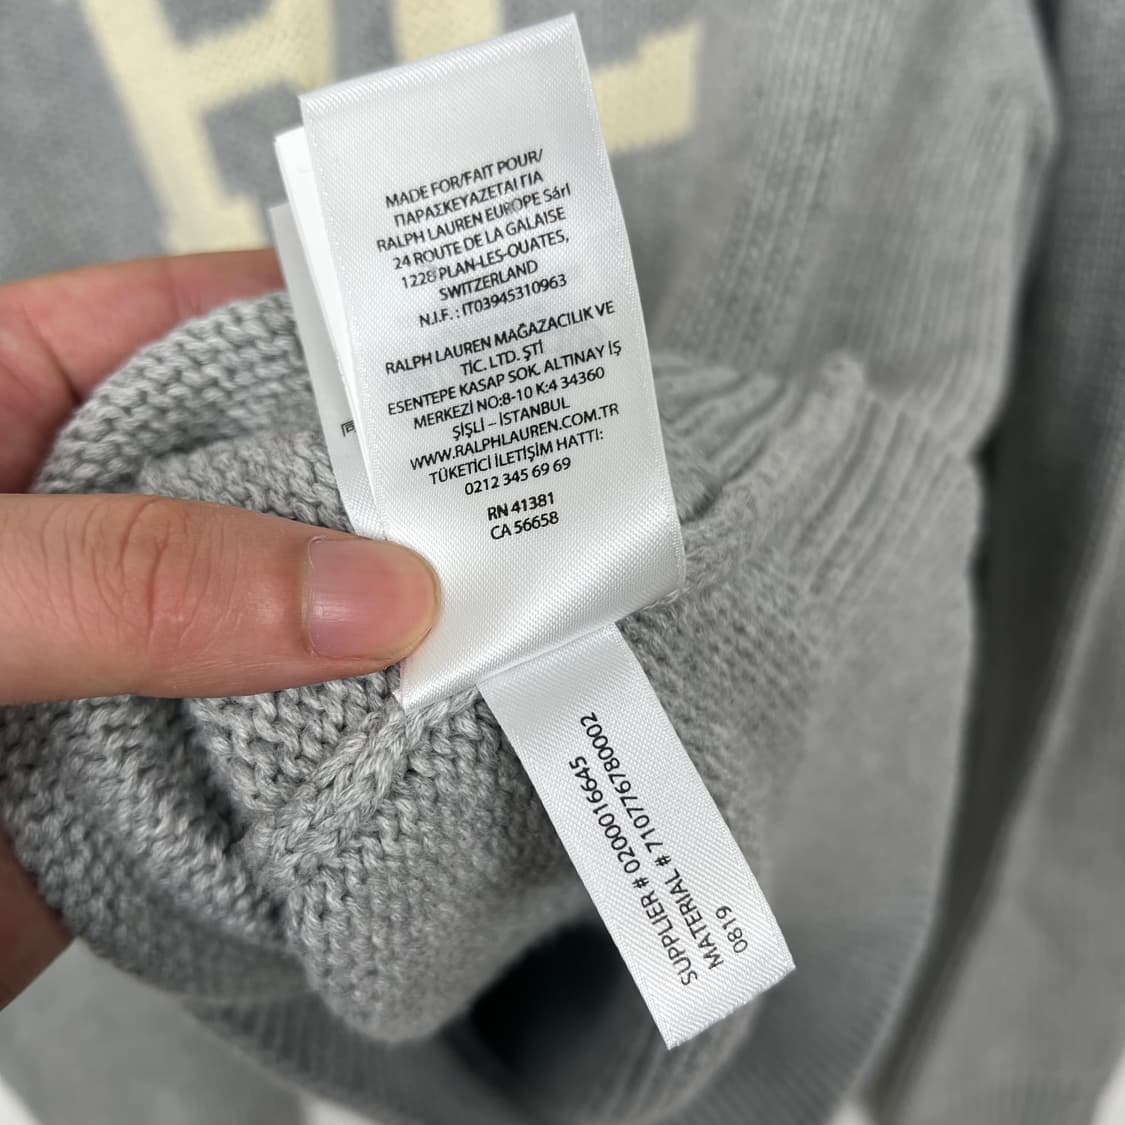 MADE FOR/FAIT POUR/
ΠΑΡΑΣΚΕΥΑΖΕΤΑΙ ΓΙΑ
RALPH LAUREN EUROPE Sárl
24 ROUTE DE LA GALAISE
1228 PLAN-LES-OUATES,
SWITZERLAND
N.I.F. : IT03945310963
RALPH LAUREN MAĞAZACILIK VE
TİC. LTD. ŞTİ
ESENTEPE KASAP SOK. ALTINAY İŞ
MERKEZİ NO:8-10 K:4 34360
ŞİŞLİ – İSTANBUL
WWW.RALPHLAUREN.COM.TR
TÜKETİCİ İLETİŞİM HATTI:
0212 345 69 69
RN 41381
CA 56658
SUPPLIER # 0200016645
MATERIAL # 710776780002
0819